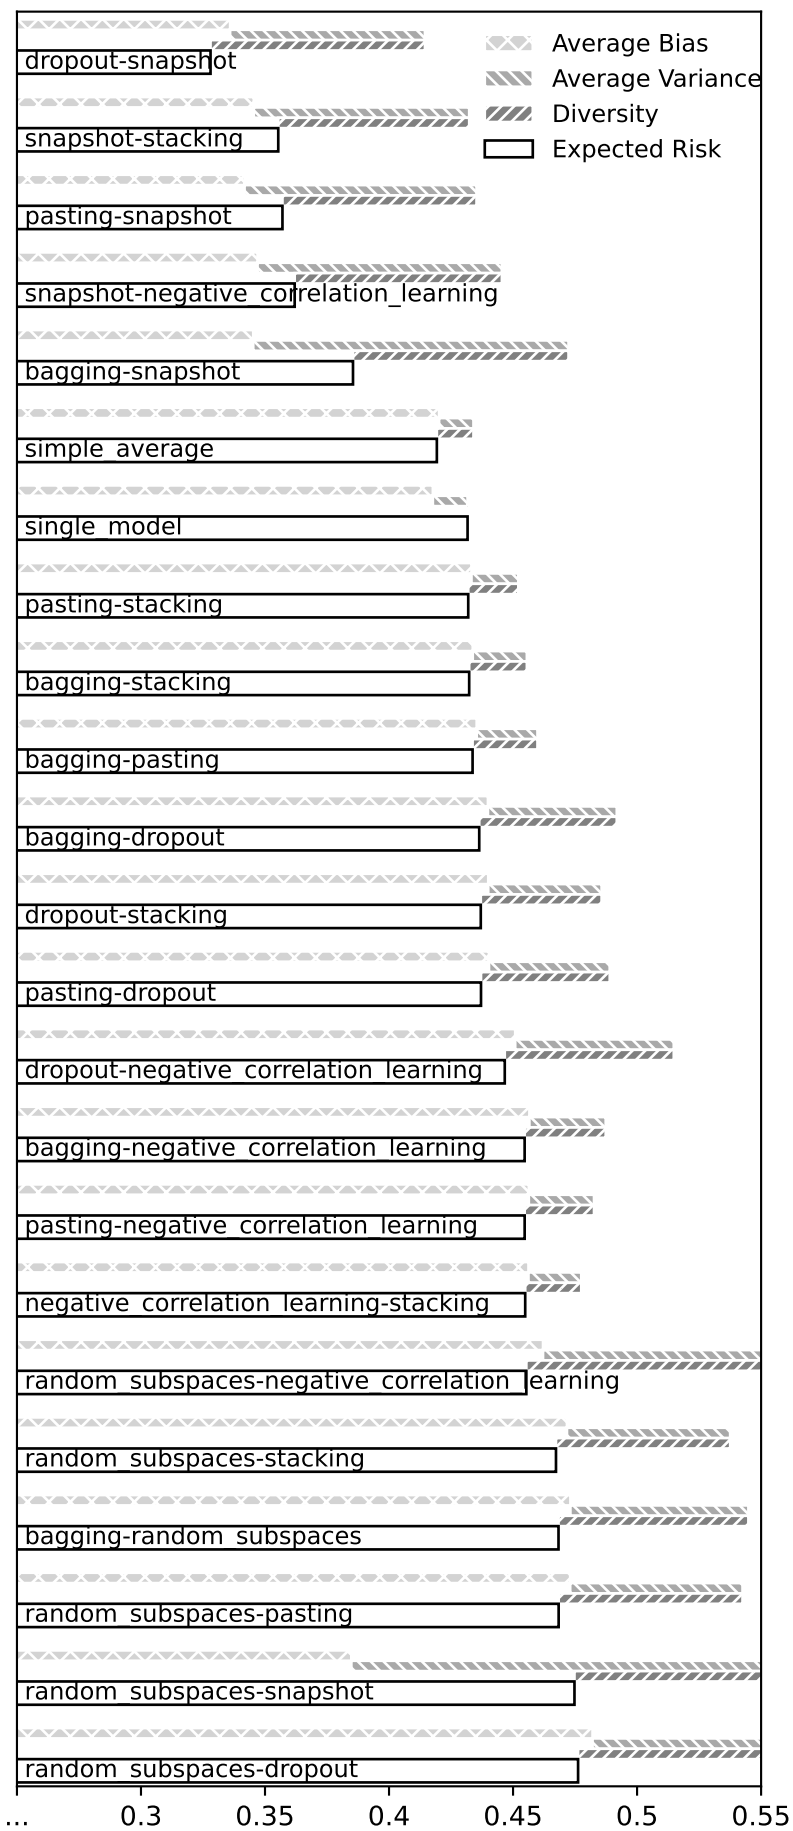 Average Bias
Average Variance
Diversity
Expected Risk
dropout-snapshot
snapshot-stacking
pasting-snapshot
snapshot-negative_correlation_learning
bagging-snapshot
simple_average
single_model
pasting-stacking
bagging-stacking
bagging-pasting
bagging-dropout
dropout-stacking
pasting-dropout
dropout-negative_correlation_learning
bagging-negative_correlation_learning
pasting-negative_correlation_learning
negative_correlation_learning-stacking
random_subspaces-negative_correlation_learning
random_subspaces-stacking
bagging-random_subspaces
random_subspaces-pasting
random_subspaces-snapshot
random_subspaces-dropout
... 0.3 0.35 0.4 0.45 0.5 0.55